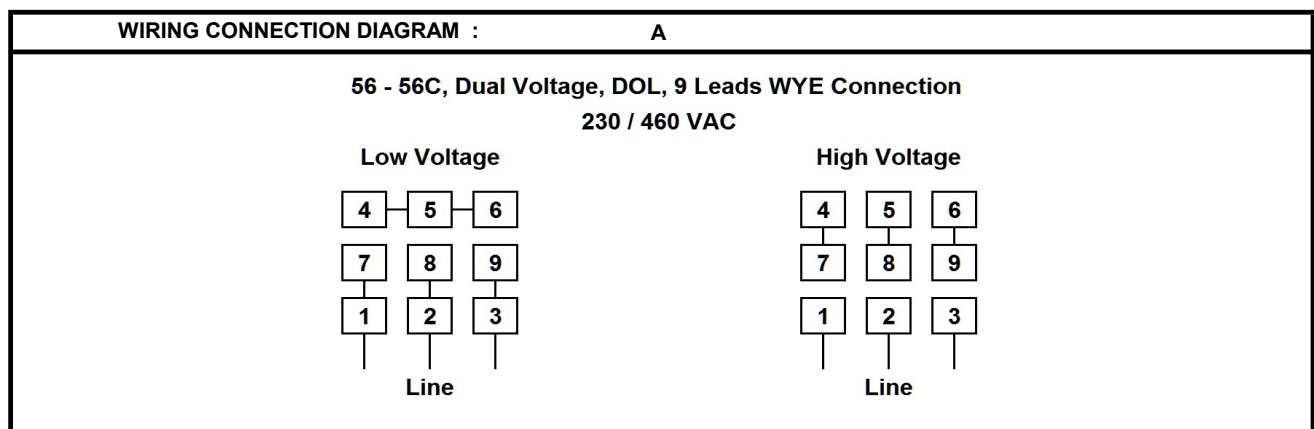 WIRING CONNECTION DIAGRAM : A
56 - 56C, Dual Voltage, DOL, 9 Leads WYE Connection
230 / 460 VAC
Low Voltage High Voltage
4 5 6 4 5 6
7 8 9 7 8 9
1 2 3 1 2 3
Line Line